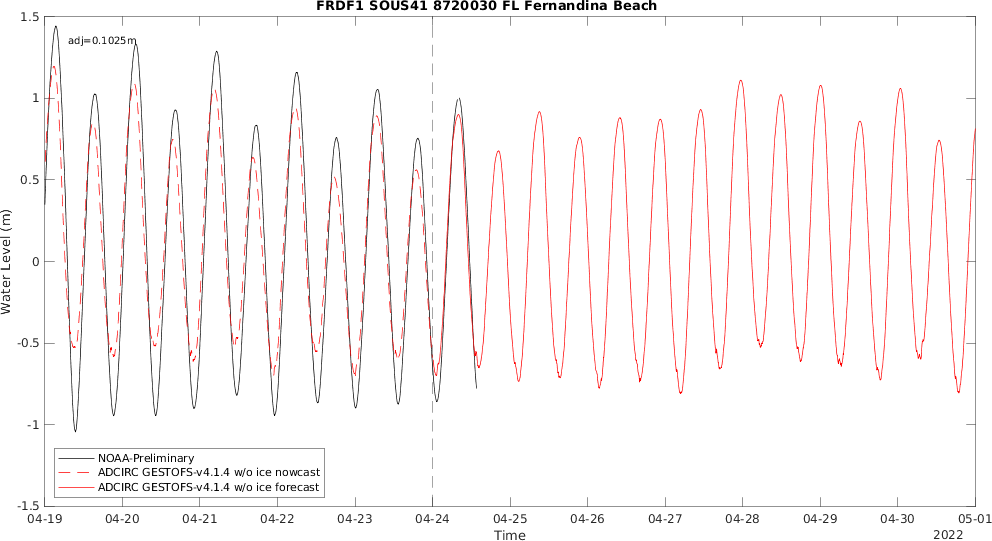 FRDF1 SOUS41 8720030 FL Fernandina Beach
adj=0.1025m
Water Level (m)
1.5
1
0.5
0
-0.5
-1
-1.5
NOAA-Preliminary
ADCIRC GESTOFS-v4.1.4 w/o ice nowcast
ADCIRC GESTOFS-v4.1.4 w/o ice forecast
04-19 04-20 04-21 04-22 04-23 04-24 04-25 04-26 04-27 04-28 04-29 04-30 05-01
Time
2022